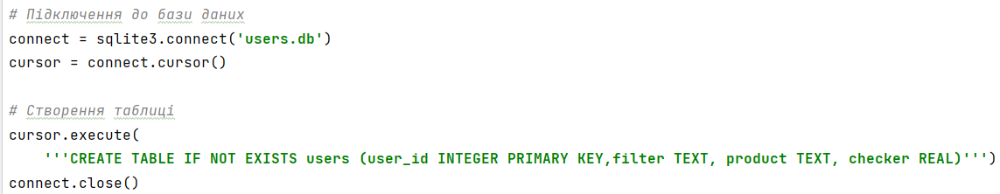 # Підключення до бази даних
connect = sqlite3.connect('users.db')
cursor = connect.cursor()
# Створення таблиці
cursor.execute(
'''CREATE TABLE IF NOT EXISTS users (user_id INTEGER PRIMARY KEY,filter TEXT, product TEXT, checker REAL)''')
connect.close()